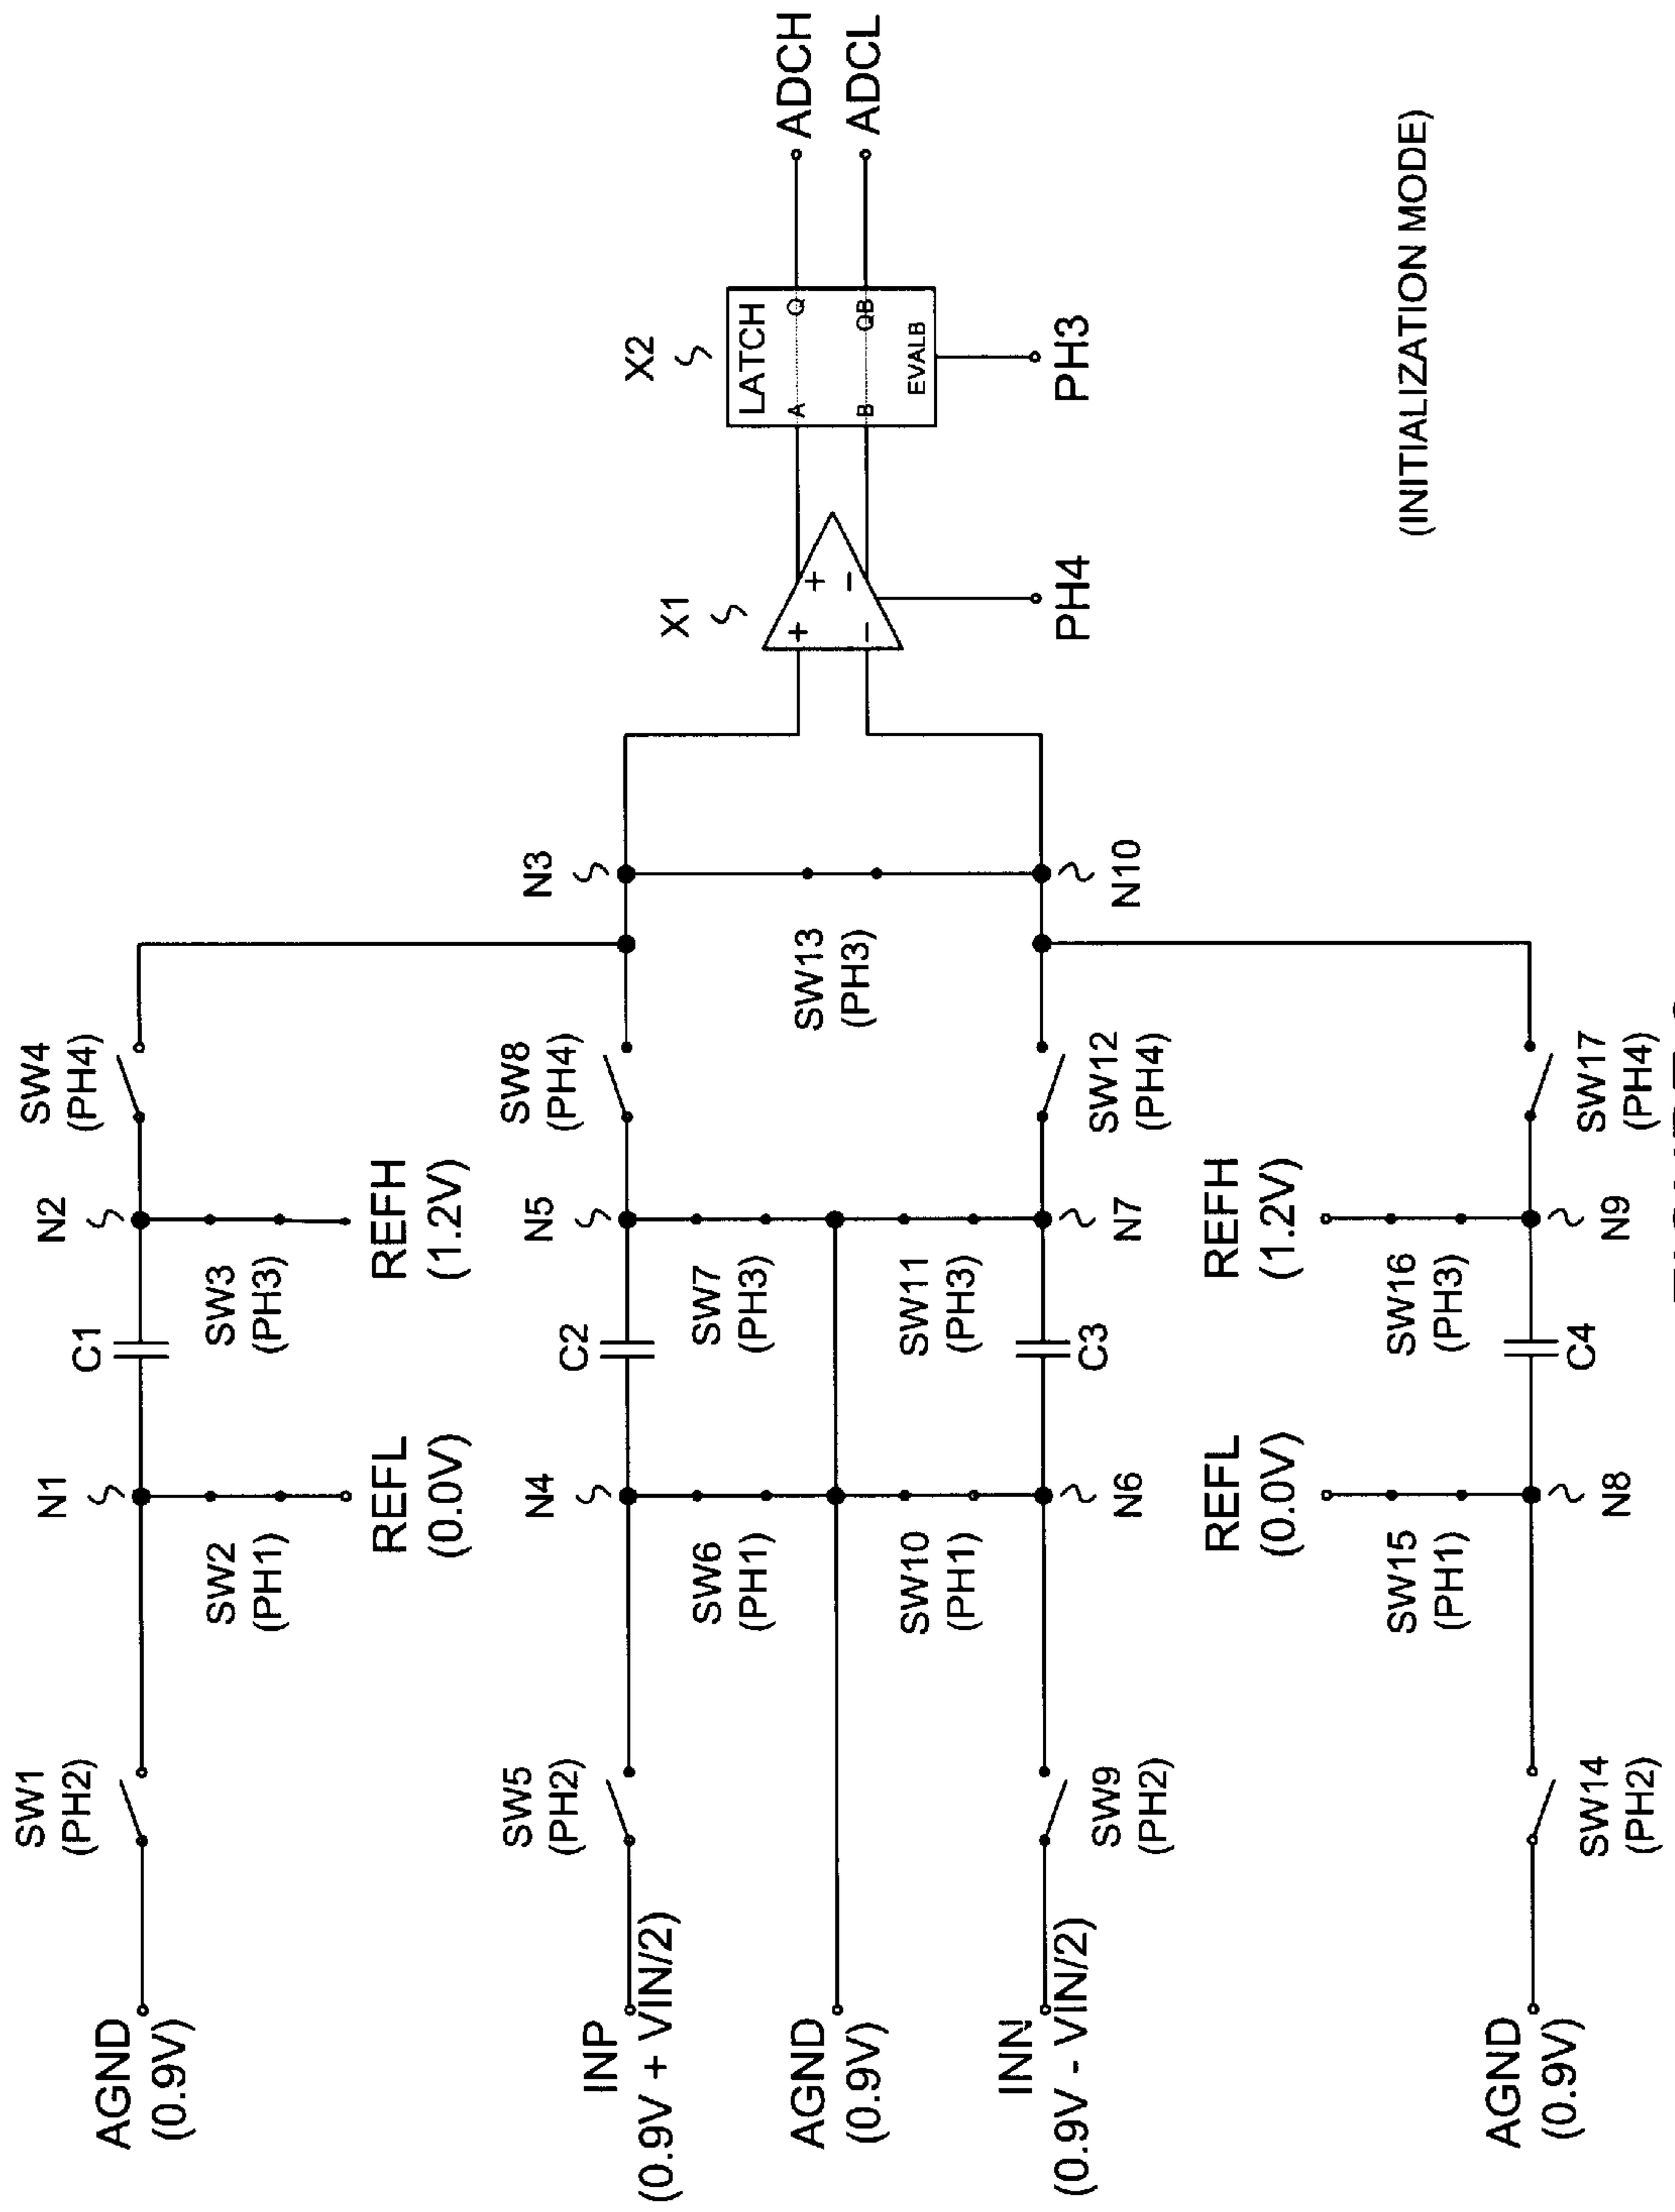 SW1
(PH2)
N1
C1
N2
SW4
(PH4)
AGND
(0.9V)
SW2
(PH1)
REFL
(0.0V)
SW3
(PH3)
REFH
(1.2V)
SW5
(PH2)
N4
C2
N5
SW8
(PH4)
N3
X1
X2
INP
(0.9V + VIN/2)
SW6
(PH1)
SW7
(PH3)
SW13
(PH3)
+
+
-
-
LATCH
A
Q
B
QB
EVALB
ADCH
ADCL
AGND
(0.9V)
SW10
(PH1)
SW11
(PH3)
INN
(0.9V - VIN/2)
SW9
(PH2)
N6
C3
N7
SW12
(PH4)
N10
PH4
PH3
REFL
(0.0V)
REFH
(1.2V)
SW15
(PH1)
SW16
(PH3)
AGND
(0.9V)
SW14
(PH2)
N8
C4
N9
SW17
(PH4)
(INITIALIZATION MODE)